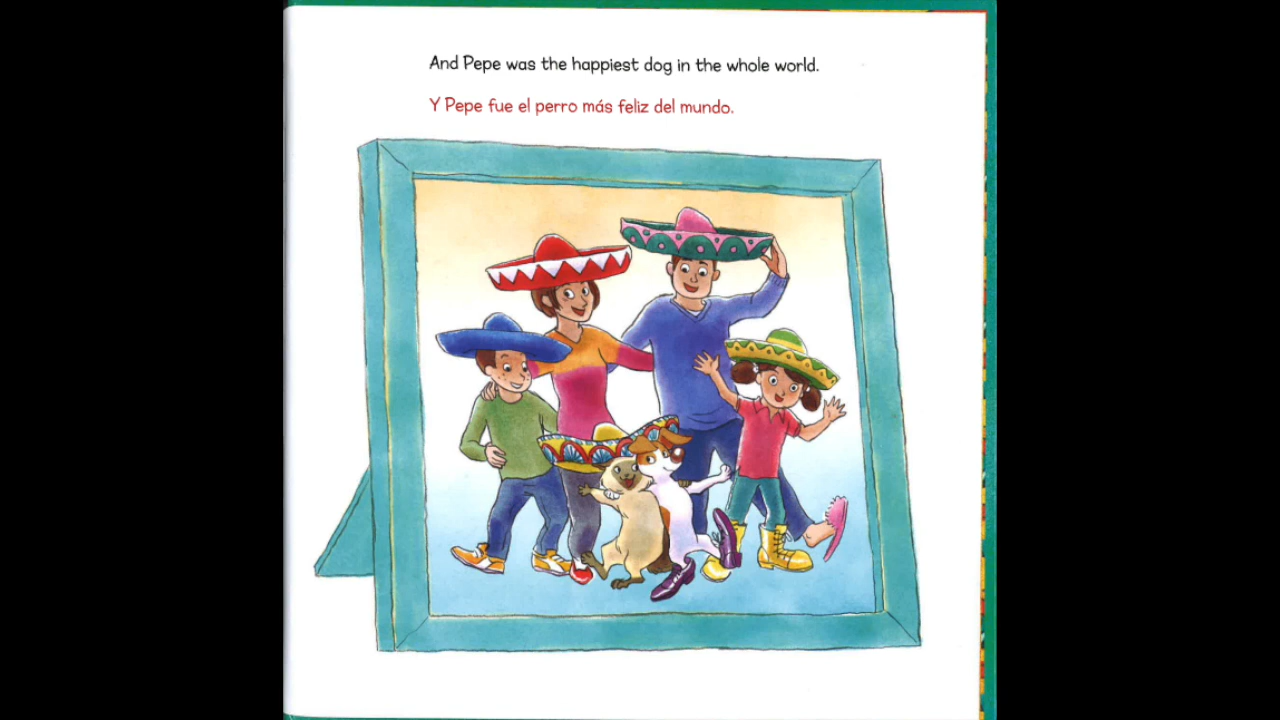 And Pepe was the happiest dog in the whole world.
Y Pepe fue el perro más feliz del mundo.